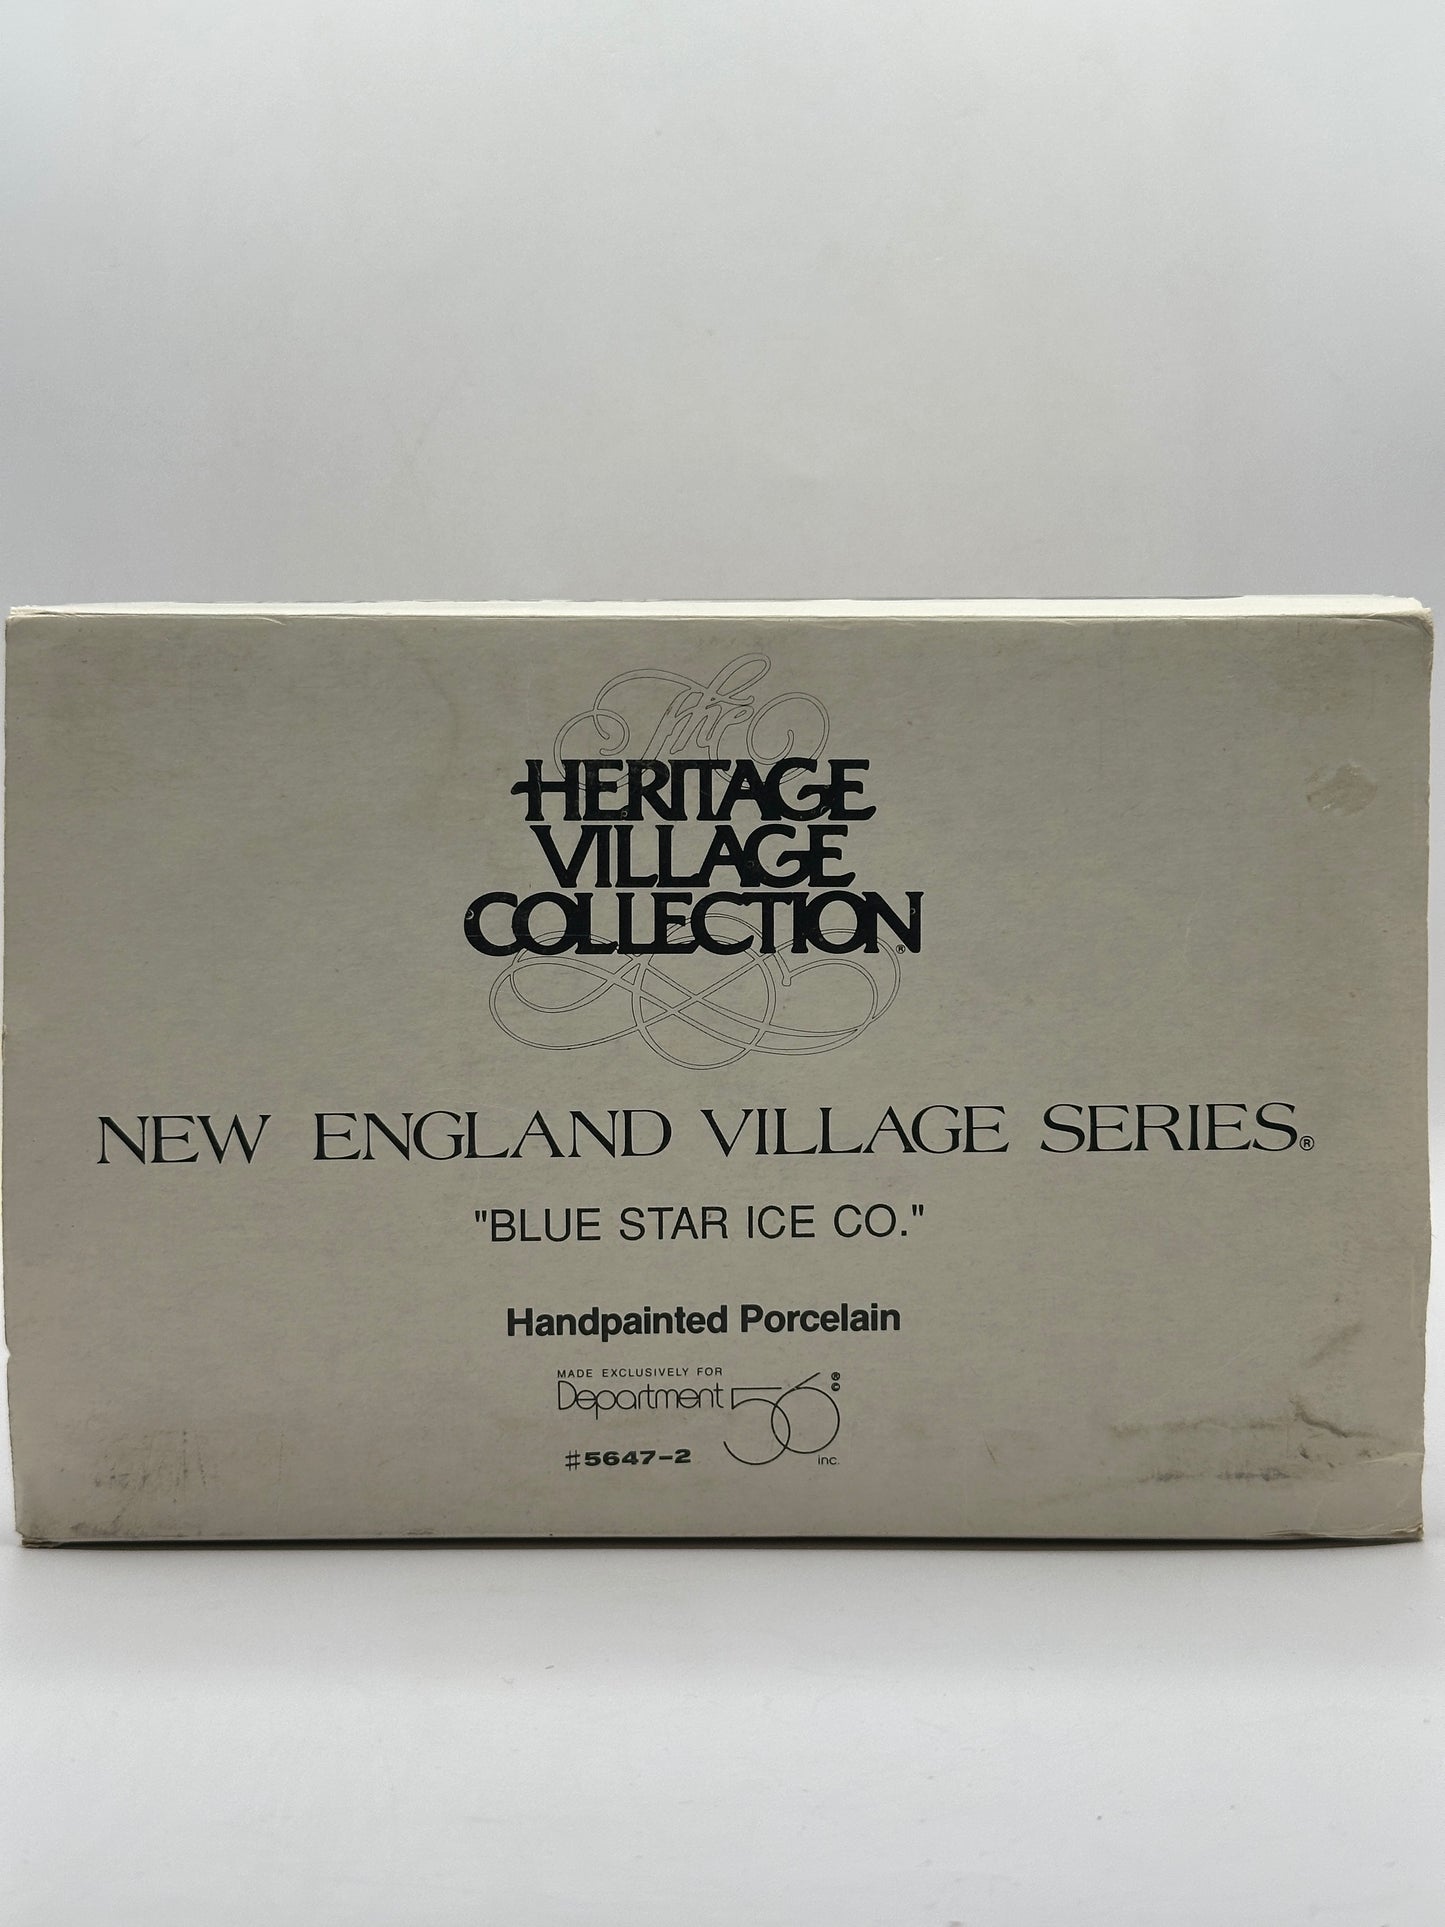 The
HERITAGE
VILLAGE
COLLECTION®
NEW ENGLAND VILLAGE SERIES®
"BLUE STAR ICE CO."
Handpainted Porcelain
MADE EXCLUSIVELY FOR
Department 56 ® ©
#5647-2 inc.